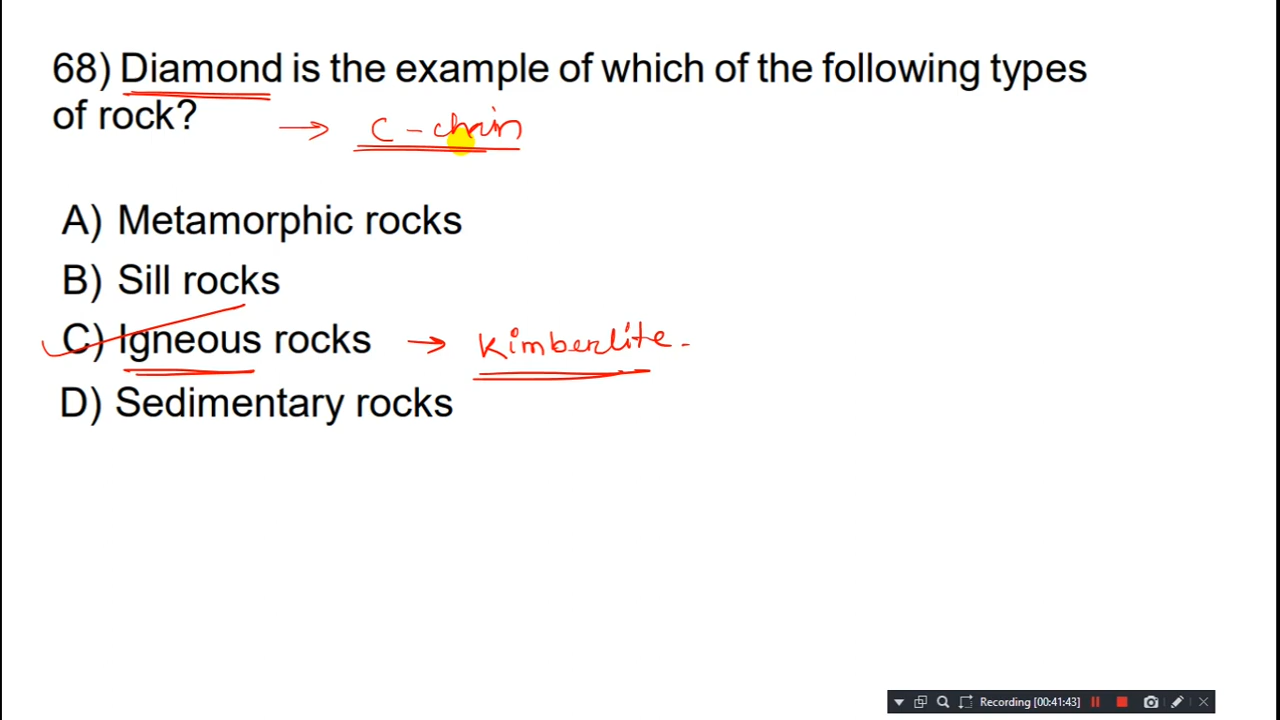 68) Diamond is the example of which of the following types
of rock?
→ C - chain
A) Metamorphic rocks
B) Sill rocks
C) Igneous rocks → Kimberlite.
D) Sedimentary rocks
Recording [00:41:43]